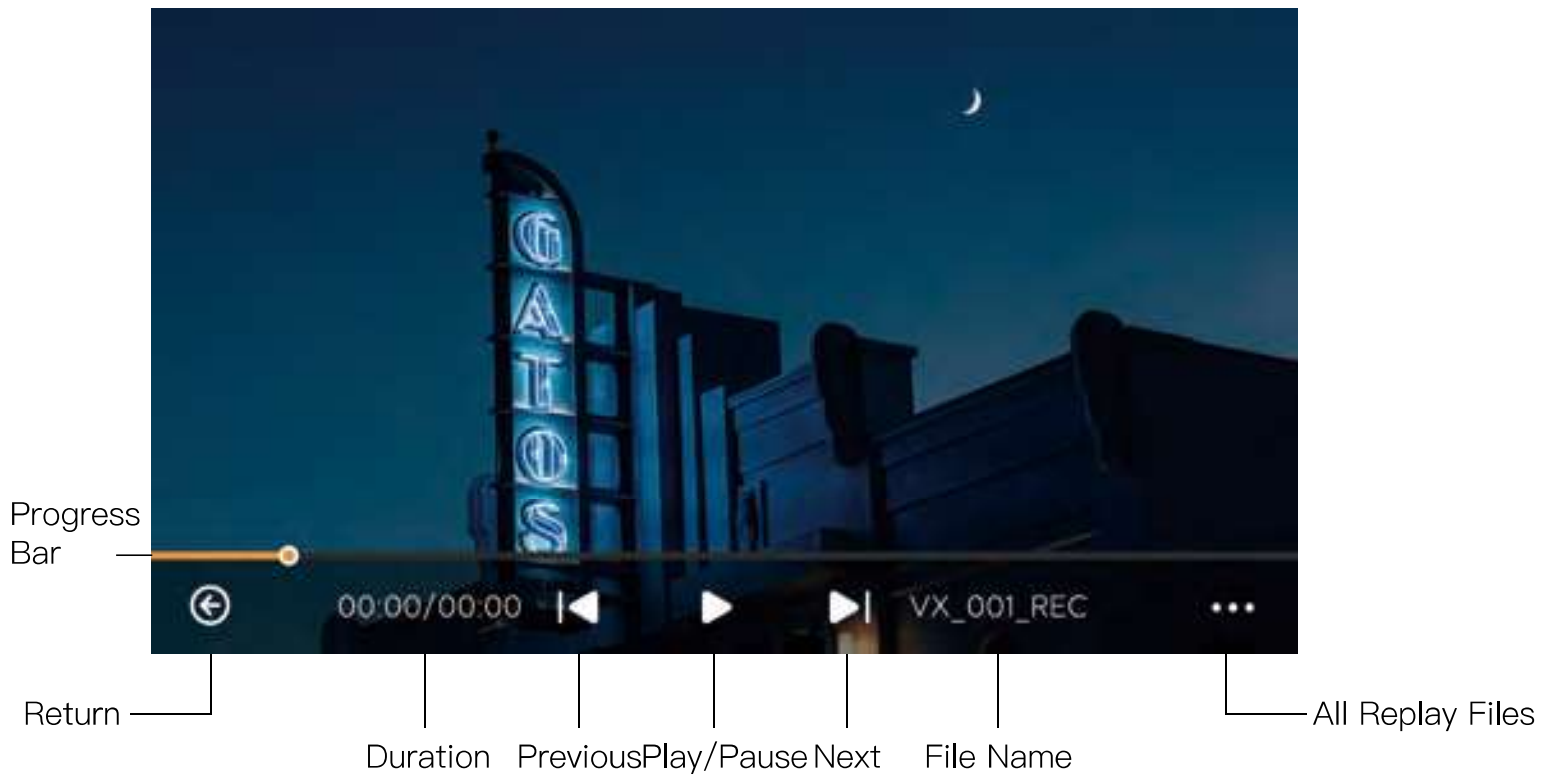 GATOS
Progress
Bar
00:00/00:00
VX_001_REC
Return
All Replay Files
Duration
Previous
Play/Pause
Next
File Name